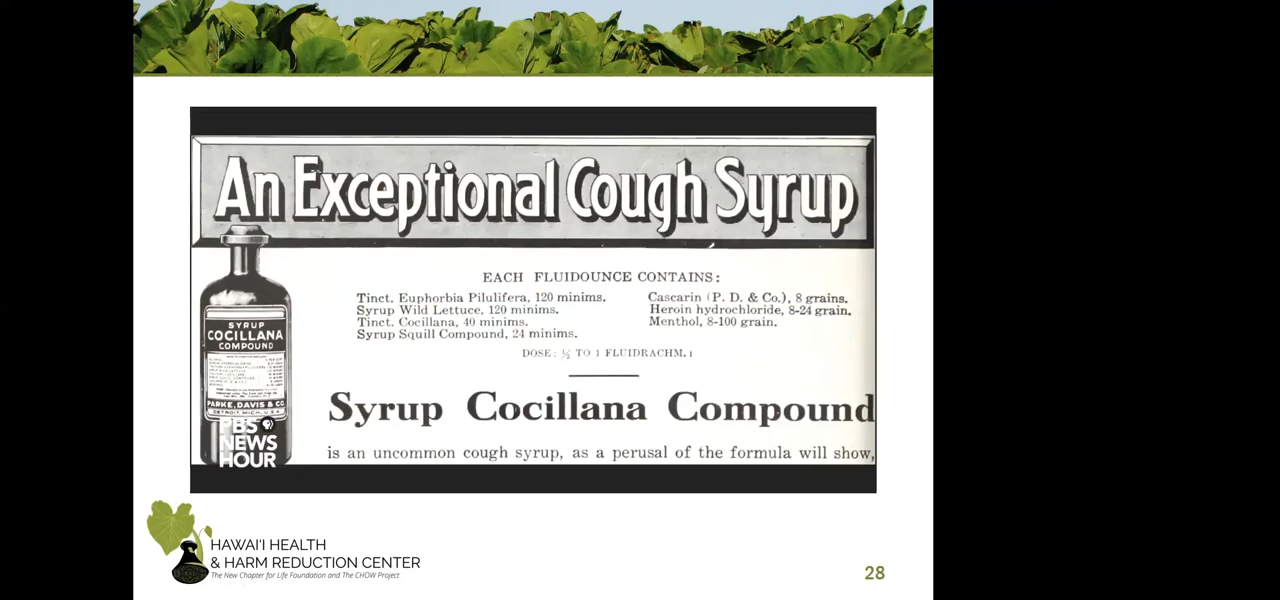 An Exceptional Cough Syrup
EACH FLUIDOUNCE CONTAINS:
Tinct. Euphorbia Pilulifera, 120 minims.
Syrup Wild Lettuce, 120 minims.
Tinct. Cocillana, 40 minims.
Syrup Squill Compound, 24 minims.
Cascarin (P. D. & Co.), 8 grains.
Heroin hydrochloride, 8-24 grain.
Menthol, 8-100 grain.
DOSE: ½ TO 1 FLUIDRACHM.
SYRUP
COCILLANA
COMPOUND
PARKE, DAVIS & CO.
DETROIT, MICH., U.S.A.
Syrup Cocillana Compound
is an uncommon cough syrup, as a perusal of the formula will show,
PBS
NEWS
HOUR
HAWAI'I HEALTH
& HARM REDUCTION CENTER
The New Chapter for Life Foundation and The CHOW Project
28